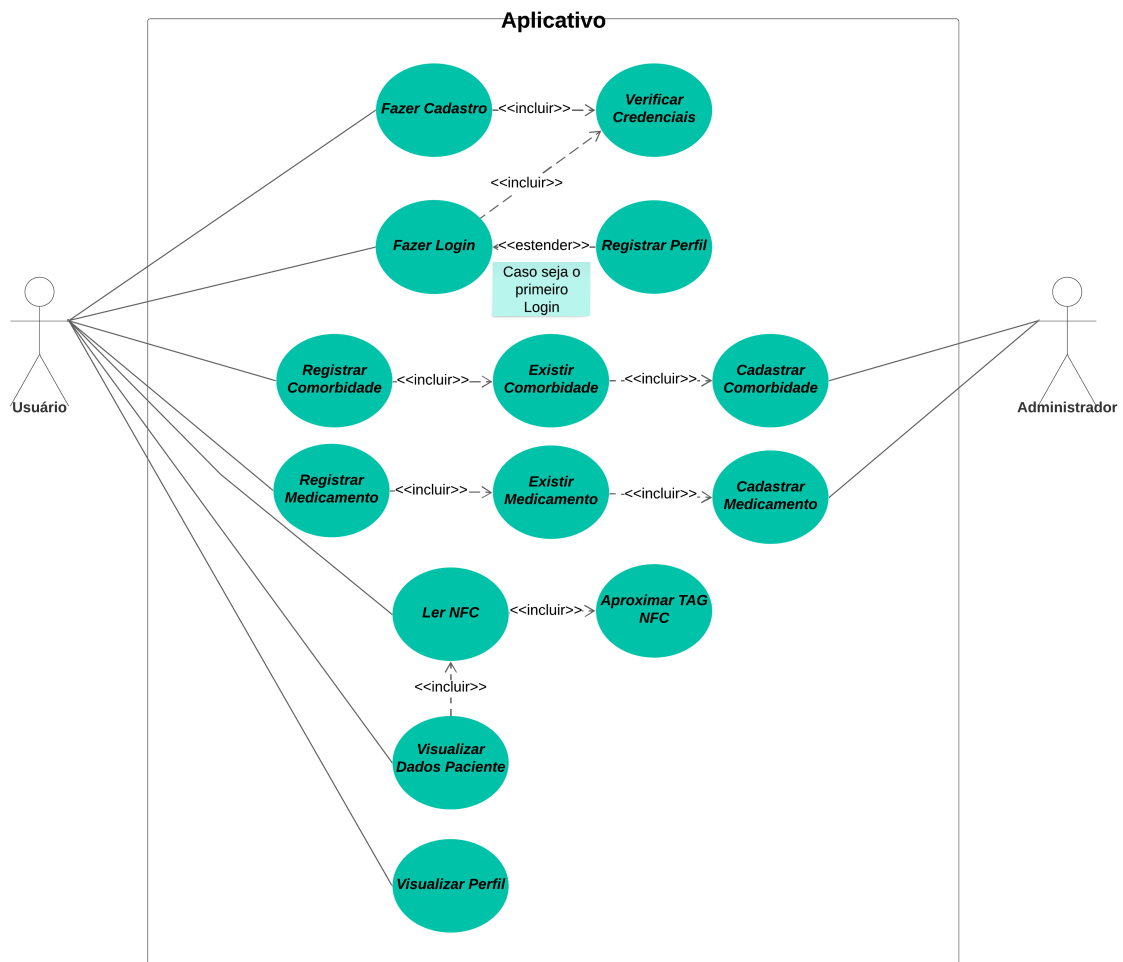 Aplicativo
Fazer Cadastro
<<incluir>>
Verificar
Credenciais
<<incluir>>
Fazer Login
<<estender>>
Registrar Perfil
Caso seja o
primeiro
Login
Usuário
Administrador
Registrar
Comorbidade
<<incluir>>
Existir
Comorbidade
<<incluir>>
Cadastrar
Comorbidade
Registrar
Medicamento
<<incluir>>
Existir
Medicamento
<<incluir>>
Cadastrar
Medicamento
Ler NFC
<<incluir>>
Aproximar TAG
NFC
<<incluir>>
Visualizar
Dados Paciente
Visualizar Perfil